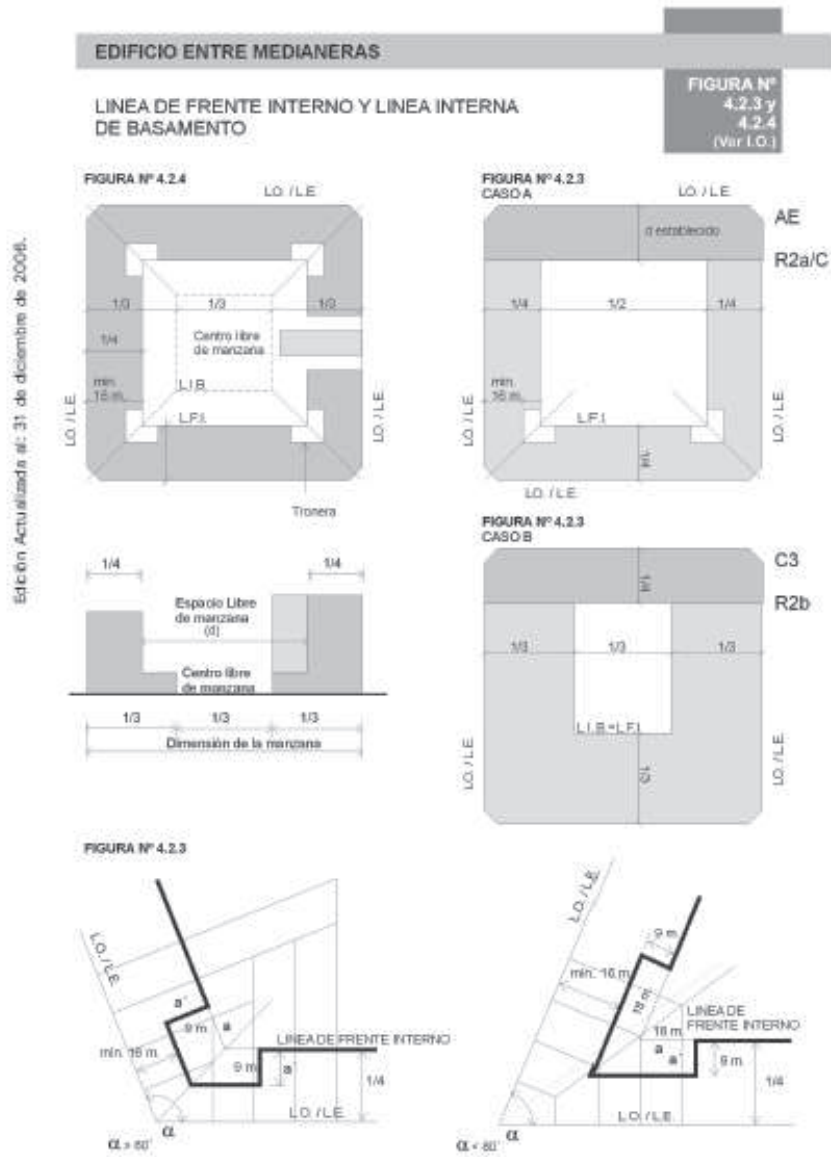 EDIFICIO ENTRE MEDIANERAS
FIGURA Nº
4.2.3 y
4.2.4
(Ver I.O.)
LINEA DE FRENTE INTERNO Y LINEA INTERNA
DE BASAMENTO
Edición Actualizada al: 31 de diciembre de 2006.
FIGURA Nº 4.2.4
L.O. / L.E.
1/3
1/3
1/3
1/4
Centro libre
de manzana
min.
16 m.
L.I.B.
L.F.I.
L.O. / L.E.
L.O. / L.E.
Tronera
FIGURA Nº 4.2.3
CASO A
L.O. / L.E.
AE
d establecido
R2a/C
1/4
1/2
1/4
min.
16 m.
L.F.I.
1/4
L.O. / L.E.
L.O. / L.E.
L.O. / L.E.
1/4
1/4
Espacio Libre
de manzana
(d)
Centro libre
de manzana
1/3
1/3
1/3
Dimensión de la manzana
FIGURA Nº 4.2.3
CASO B
C3
1/4
R2b
1/3
1/3
1/3
L.I.B=L.F.I.
1/3
L.O. / L.E.
L.O. / L.E.
FIGURA Nº 4.2.3
L.O. / L.E.
a´
9 m
a
LINEA DE FRENTE INTERNO
min. 16 m.
9 m
a´
1/4
L.O. / L.E.
α
α > 60°
L.O. / L.E.
9 m
min. 16 m.
18 m.
LINEA DE
FRENTE INTERNO
18 m.
a
a´
9 m
1/4
L.O. / L.E.
α
α < 60°